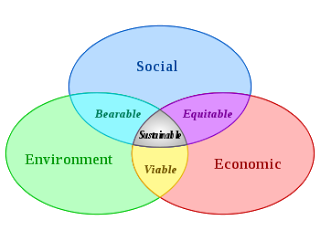 Social
Bearable
Equitable
Sustainable
Environment
Viable
Economic